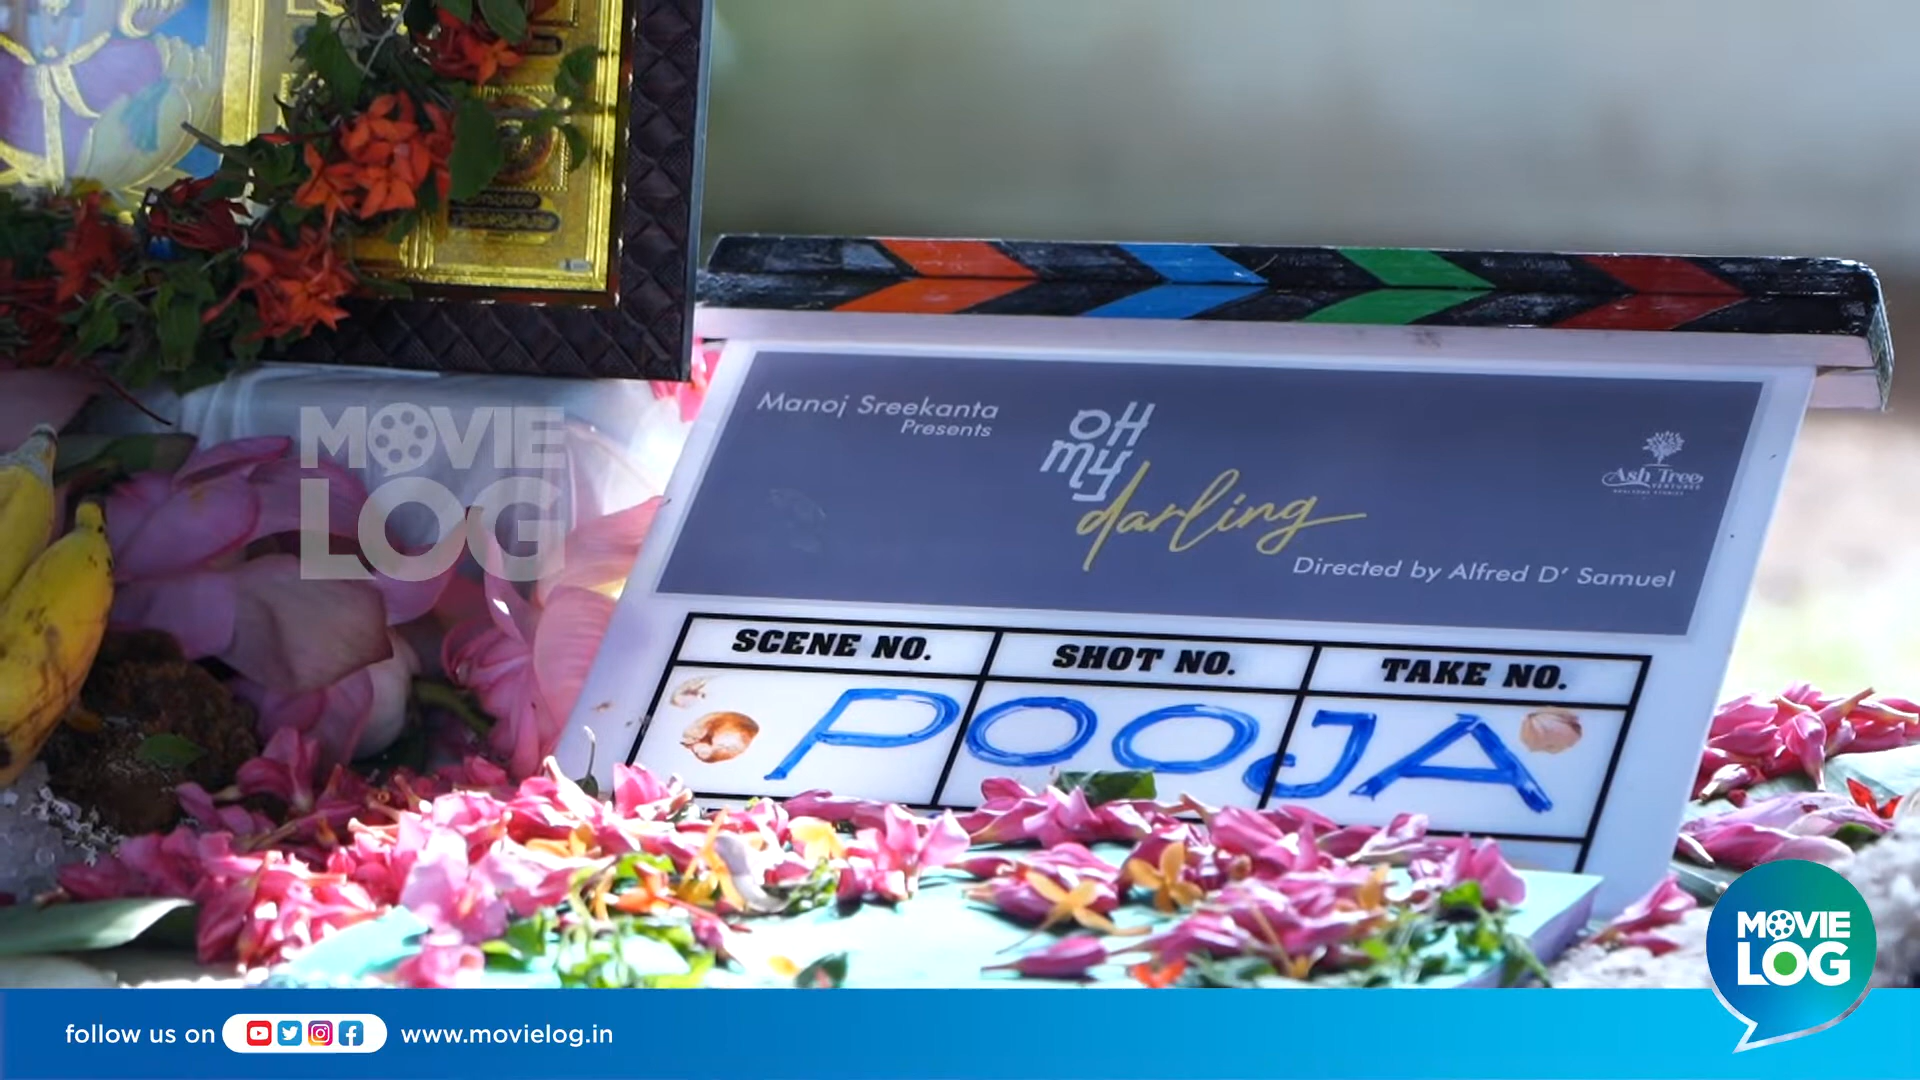 MOVIE
LOG
Manoj Sreekanta
Presents
OH
MY
darling
Ash Tree
VENTURES
Directed by Alfred D' Samuel
SCENE NO. SHOT NO. TAKE NO.
POOJA
MOVIE
LOG
follow us on www.movielog.in